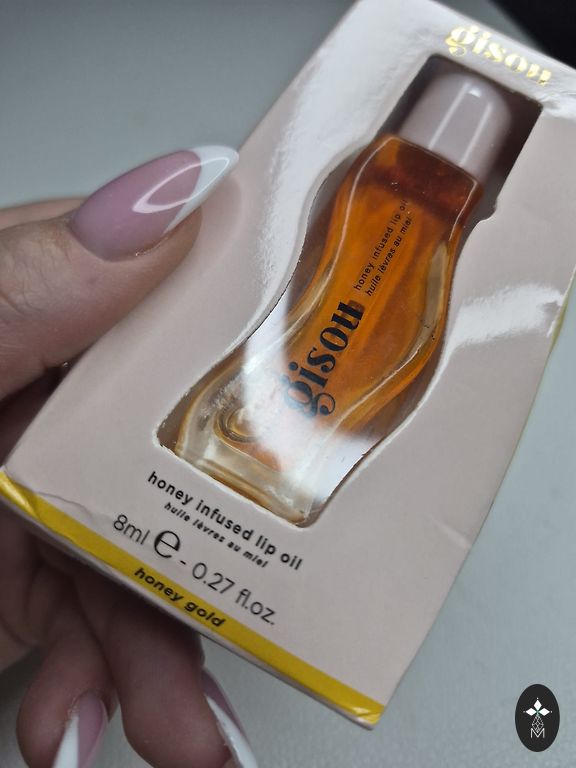 gisou
honey infused lip oil
huile lèvres au miel
gisou
honey infused lip oil
huile lèvres au miel
8ml ℮ - 0.27 fl.oz.
honey gold
M